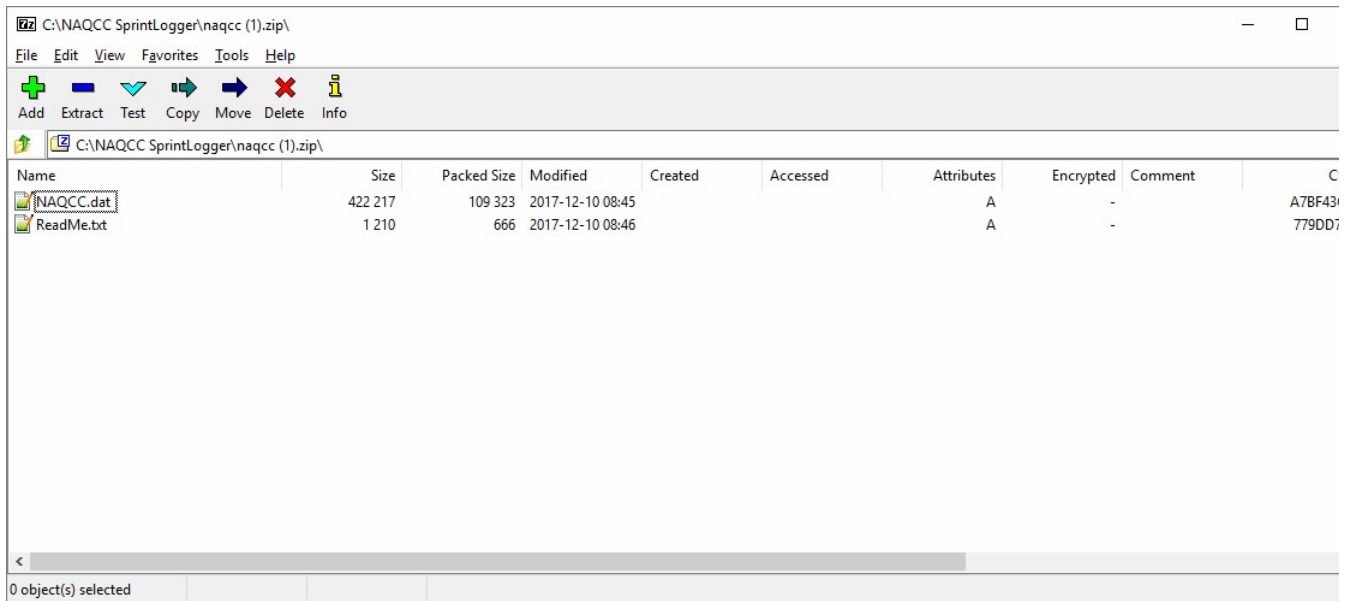 7z C:\NAQCC SprintLogger\naqcc (1).zip\
File Edit View Favorites Tools Help
Add Extract Test Copy Move Delete Info
C:\NAQCC SprintLogger\naqcc (1).zip\
Name Size Packed Size Modified Created Accessed Attributes Encrypted Comment C
NAQCC.dat 422 217 109 323 2017-12-10 08:45 A - A7BF43
ReadMe.txt 1 210 666 2017-12-10 08:46 A - 779DD7
0 object(s) selected